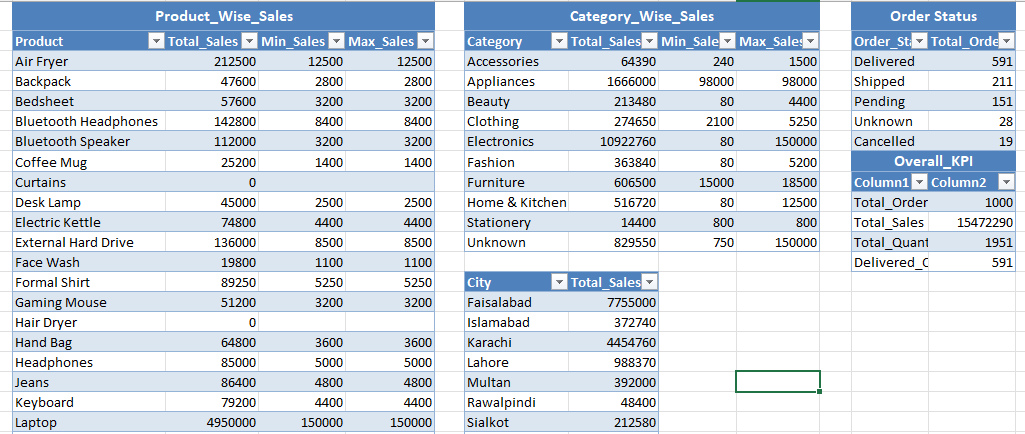 Product_Wise_Sales
Product Total_Sales Min_Sales Max_Sales
Air Fryer 212500 12500 12500
Backpack 47600 2800 2800
Bedsheet 57600 3200 3200
Bluetooth Headphones 142800 8400 8400
Bluetooth Speaker 112000 3200 3200
Coffee Mug 25200 1400 1400
Curtains 0
Desk Lamp 45000 2500 2500
Electric Kettle 74800 4400 4400
External Hard Drive 136000 8500 8500
Face Wash 19800 1100 1100
Formal Shirt 89250 5250 5250
Gaming Mouse 51200 3200 3200
Hair Dryer 0
Hand Bag 64800 3600 3600
Headphones 85000 5000 5000
Jeans 86400 4800 4800
Keyboard 79200 4400 4400
Laptop 4950000 150000 150000
Category_Wise_Sales
Category Total_Sales Min_Sale Max_Sales
Accessories 64390 240 1500
Appliances 1666000 98000 98000
Beauty 213480 80 4400
Clothing 274650 2100 5250
Electronics 10922760 80 150000
Fashion 363840 80 5200
Furniture 606500 15000 18500
Home & Kitchen 516720 80 12500
Stationery 14400 800 800
Unknown 829550 750 150000
City Total_Sales
Faisalabad 7755000
Islamabad 372740
Karachi 4454760
Lahore 988370
Multan 392000
Rawalpindi 48400
Sialkot 212580
Order Status
Order_St Total_Orde
Delivered 591
Shipped 211
Pending 151
Unknown 28
Cancelled 19
Overall_KPI
Column1 Column2
Total_Order 1000
Total_Sales 15472290
Total_Quant 1951
Delivered_C 591